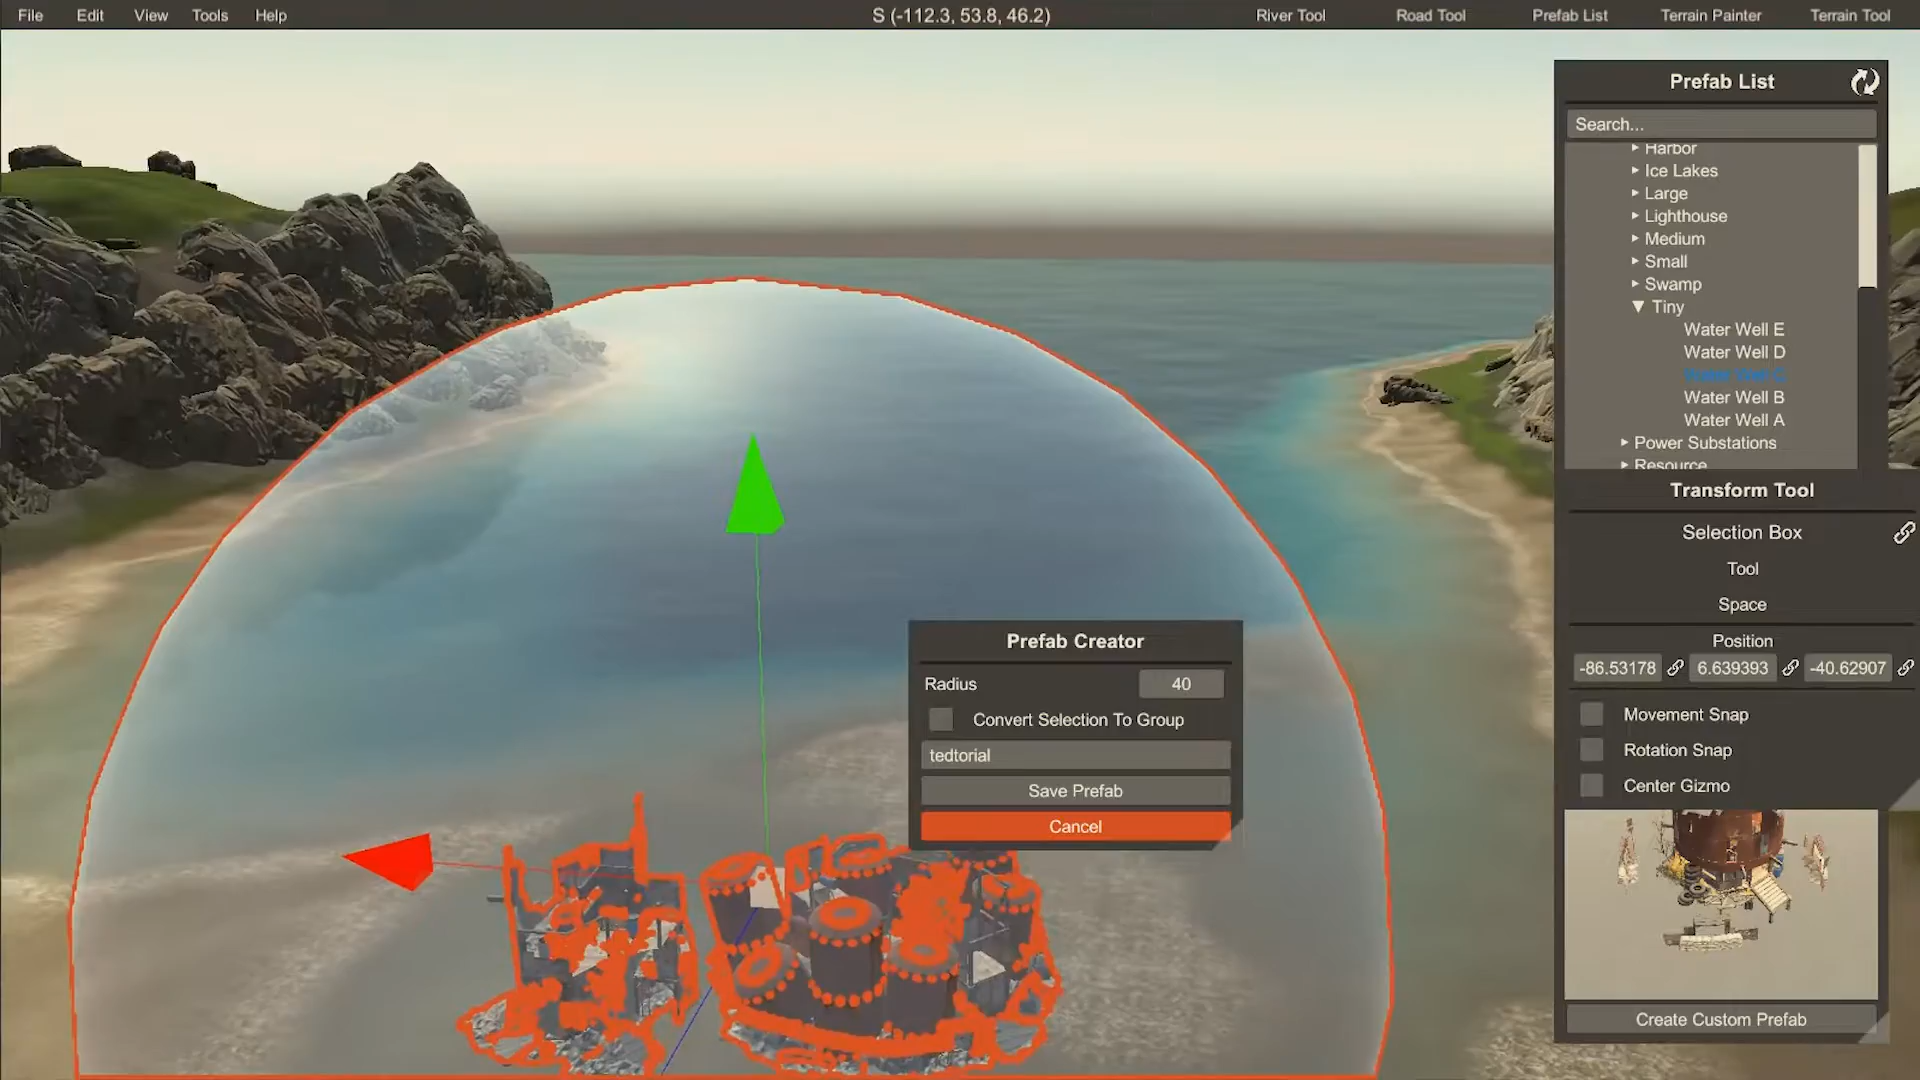 File Edit View Tools Help S (-112.3, 53.8, 46.2) River Tool Road Tool Prefab List Terrain Painter Terrain Tool
Prefab List
Search...
Harbor
Ice Lakes
Large
Lighthouse
Medium
Small
Swamp
Tiny
Water Well E
Water Well D
Water Well C
Water Well B
Water Well A
Power Substations
Resource
Transform Tool
Selection Box
Tool
Space
Position
-86.53178 6.639393 -40.62907
Movement Snap
Rotation Snap
Center Gizmo
Create Custom Prefab
Prefab Creator
Radius 40
Convert Selection To Group
tedtorial
Save Prefab
Cancel